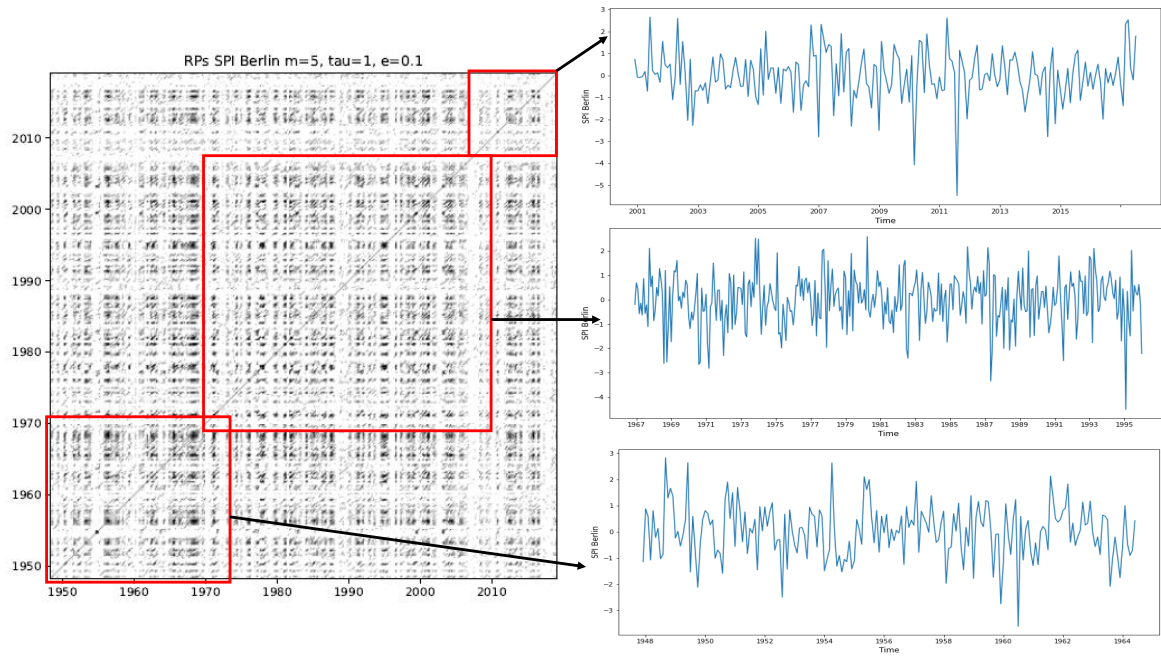 RPs SPI Berlin m=5, tau=1, e=0.1
2010
2000
1990
1980
1970
1960
1950
1950 1960 1970 1980 1990 2000 2010
3
2
1
0
−1
−2
−3
−4
−5
SPI Berlin
2001 2003 2005 2007 2009 2011 2013 2015
Time
2
1
0
−1
−2
−3
−4
SPI Berlin
1967 1969 1971 1973 1975 1977 1979 1981 1983 1985 1987 1989 1991 1993 1995
Time
3
2
1
0
−1
−2
−3
SPI Berlin
1948 1950 1952 1954 1956 1958 1960 1962 1964
Time